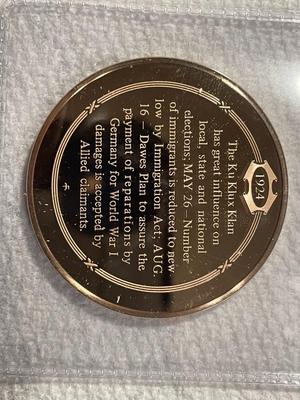 1924
The Ku Klux Klan
has great influence on
local, state and national
elections; MAY 26—Number
of immigrants is reduced to new
low by Immigration Act; AUG.
16 — Dawes Plan to assure the
payment of reparations by
Germany for World War I
damages is accepted by
Allied claimants.